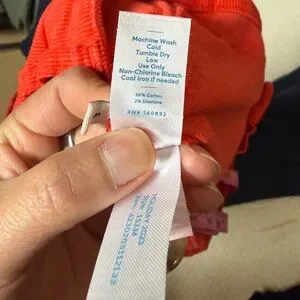 Machine Wash
Cold
Tumble Dry
Low
Use Only
Non-Chlorine Bleach
Cool Iron if needed
98% Cotton
2% Elastane
RN# 140892
2023